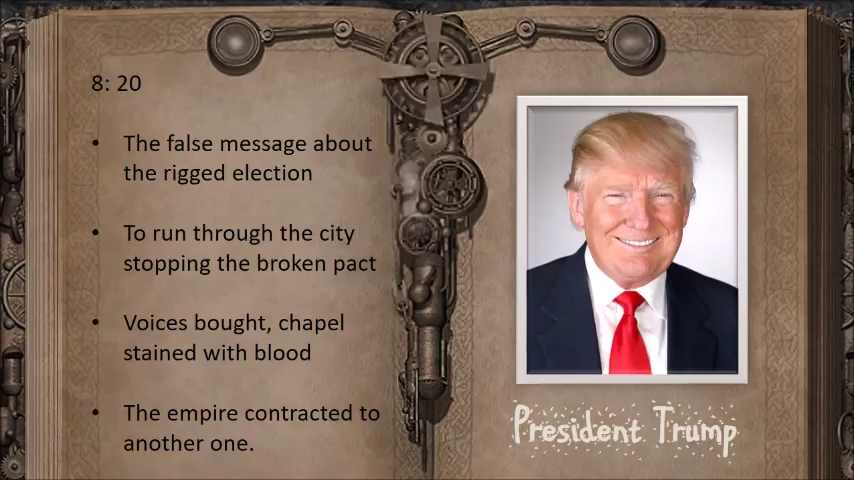 8: 20
• The false message about
the rigged election
• To run through the city
stopping the broken pact
• Voices bought, chapel
stained with blood
• The empire contracted to
another one.
President Trump